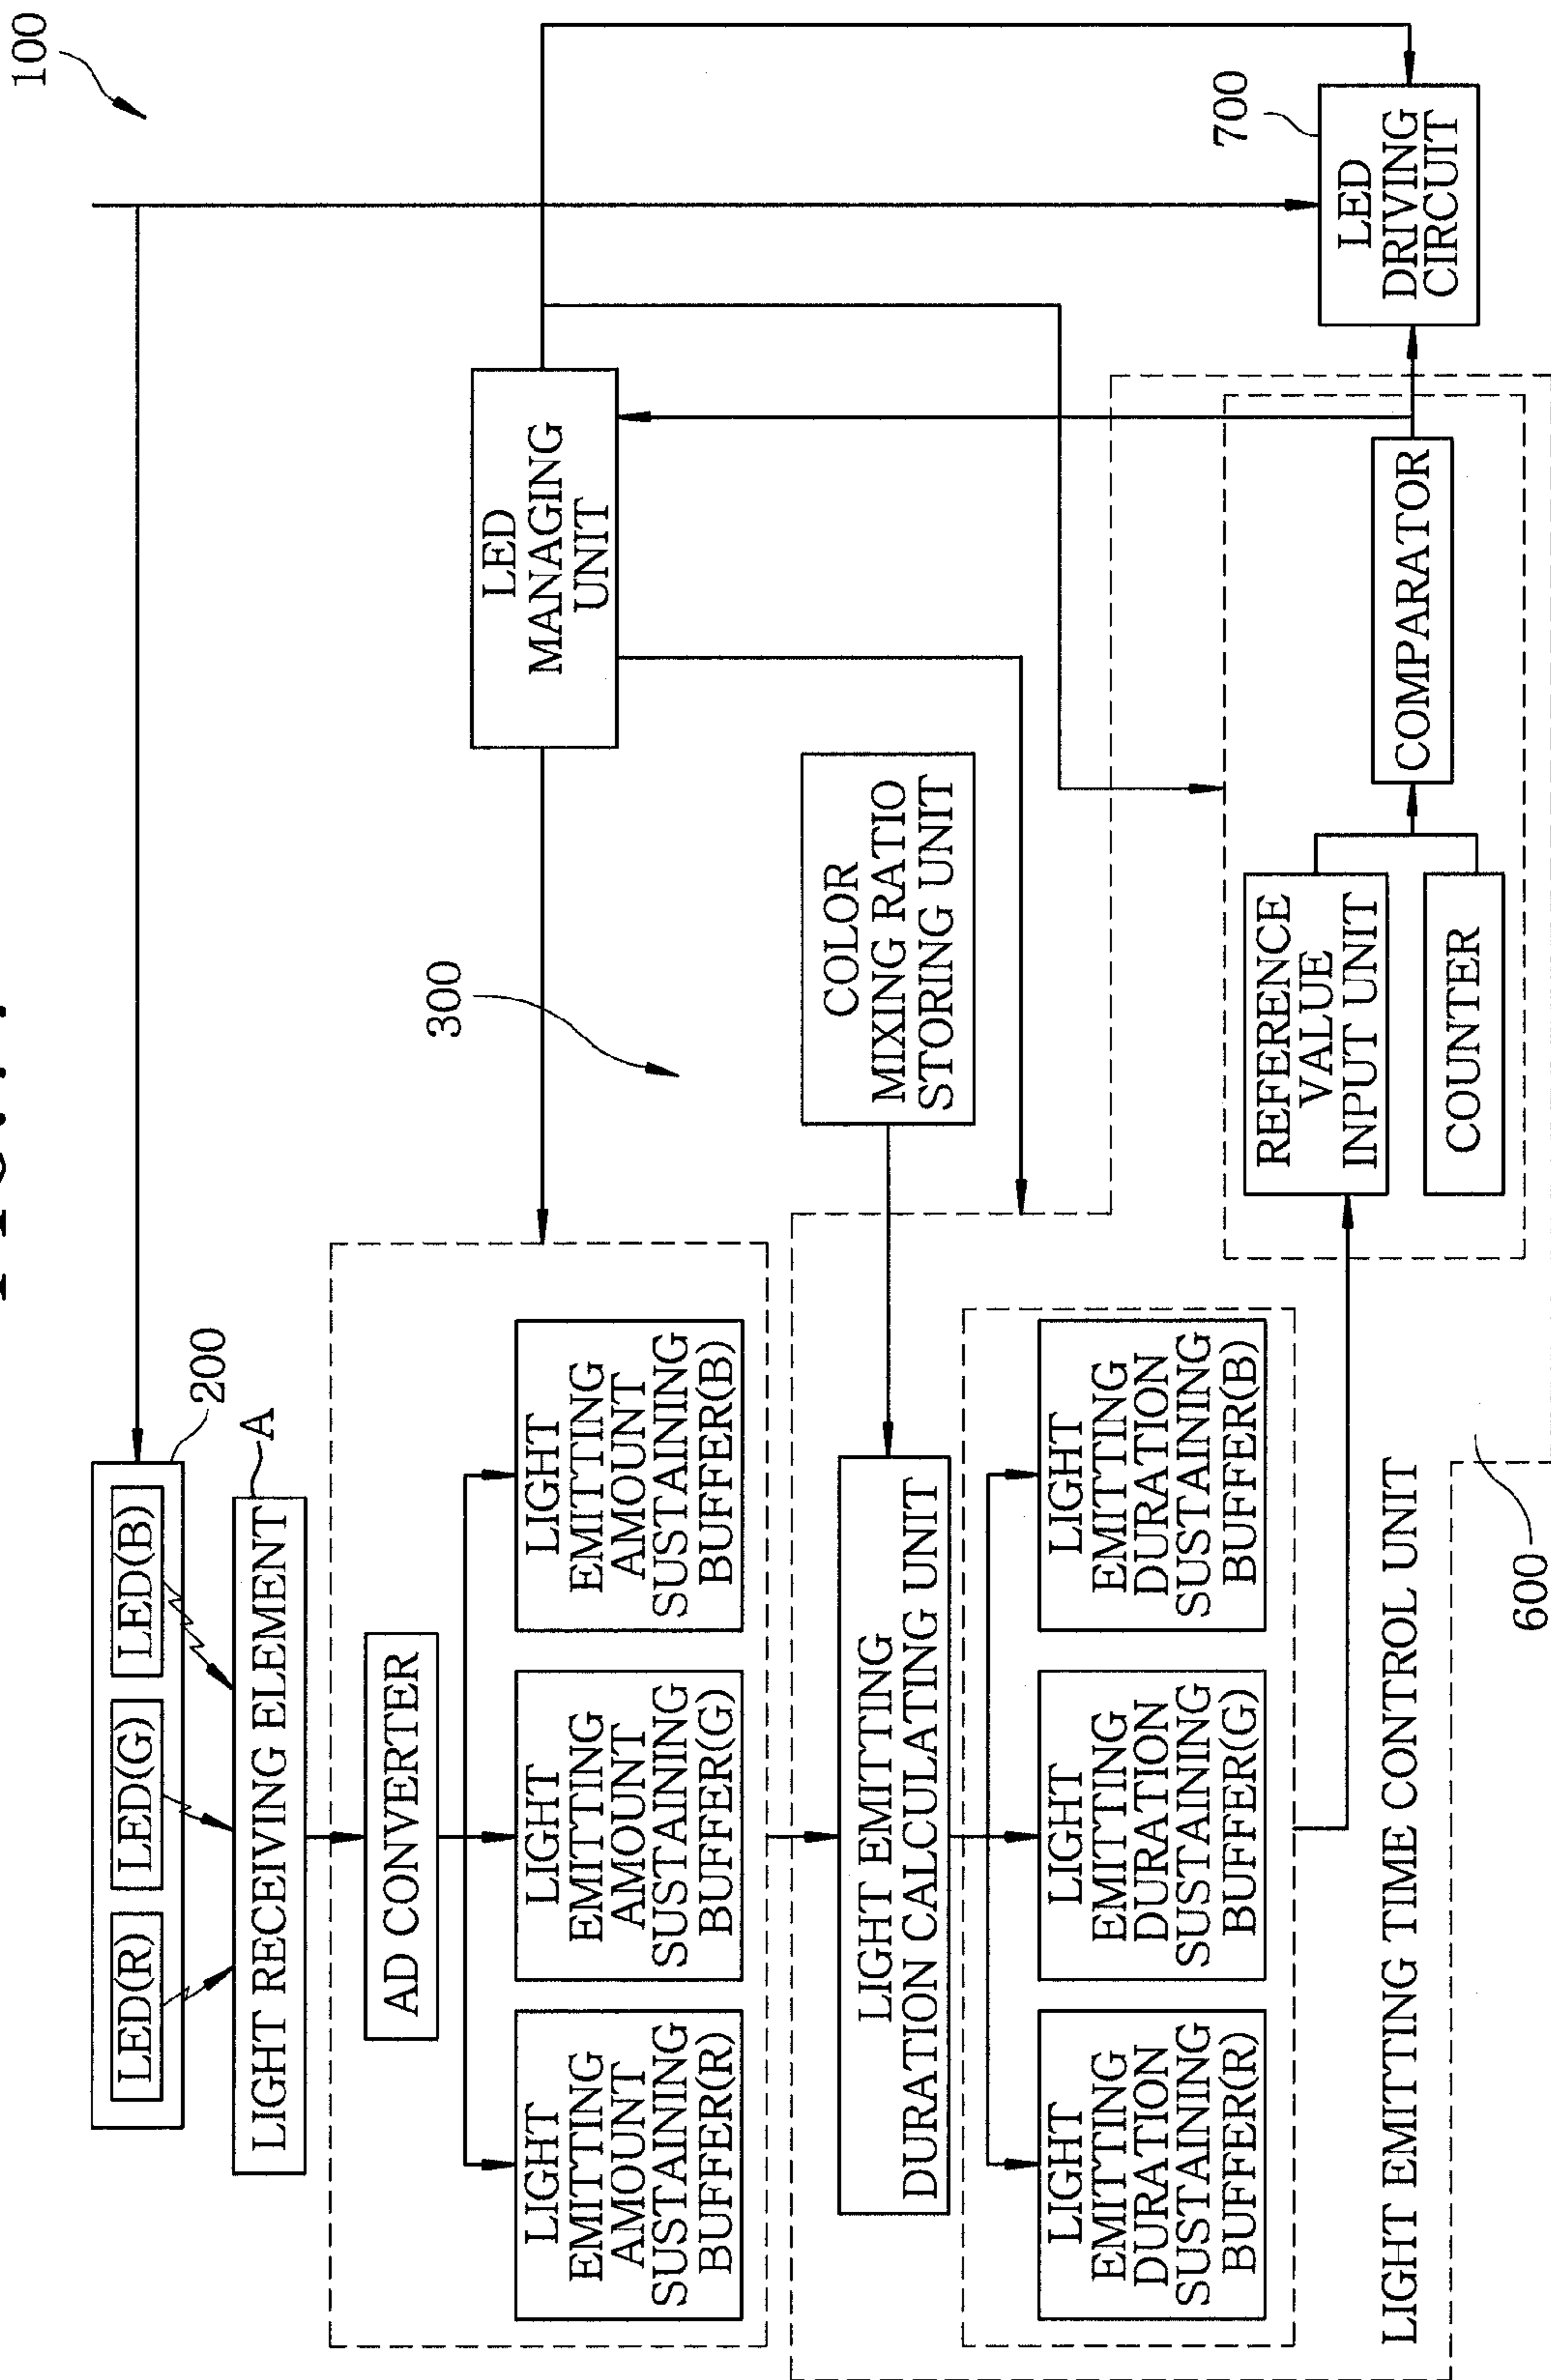 100
200
LED(R)
LED(G)
LED(B)
LIGHT RECEIVING ELEMENT
A
AD CONVERTER
LIGHT
EMITTING
AMOUNT
SUSTAINING
BUFFER(R)
LIGHT
EMITTING
AMOUNT
SUSTAINING
BUFFER(G)
LIGHT
EMITTING
AMOUNT
SUSTAINING
BUFFER(B)
300
LED
MANAGING
UNIT
COLOR
MIXING RATIO
STORING UNIT
LIGHT EMITTING
DURATION CALCULATING UNIT
LIGHT
EMITTING
DURATION
SUSTAINING
BUFFER(R)
LIGHT
EMITTING
DURATION
SUSTAINING
BUFFER(G)
LIGHT
EMITTING
DURATION
SUSTAINING
BUFFER(B)
REFERENCE
VALUE
INPUT UNIT
COUNTER
COMPARATOR
700
LED
DRIVING
CIRCUIT
LIGHT EMITTING TIME CONTROL UNIT
600